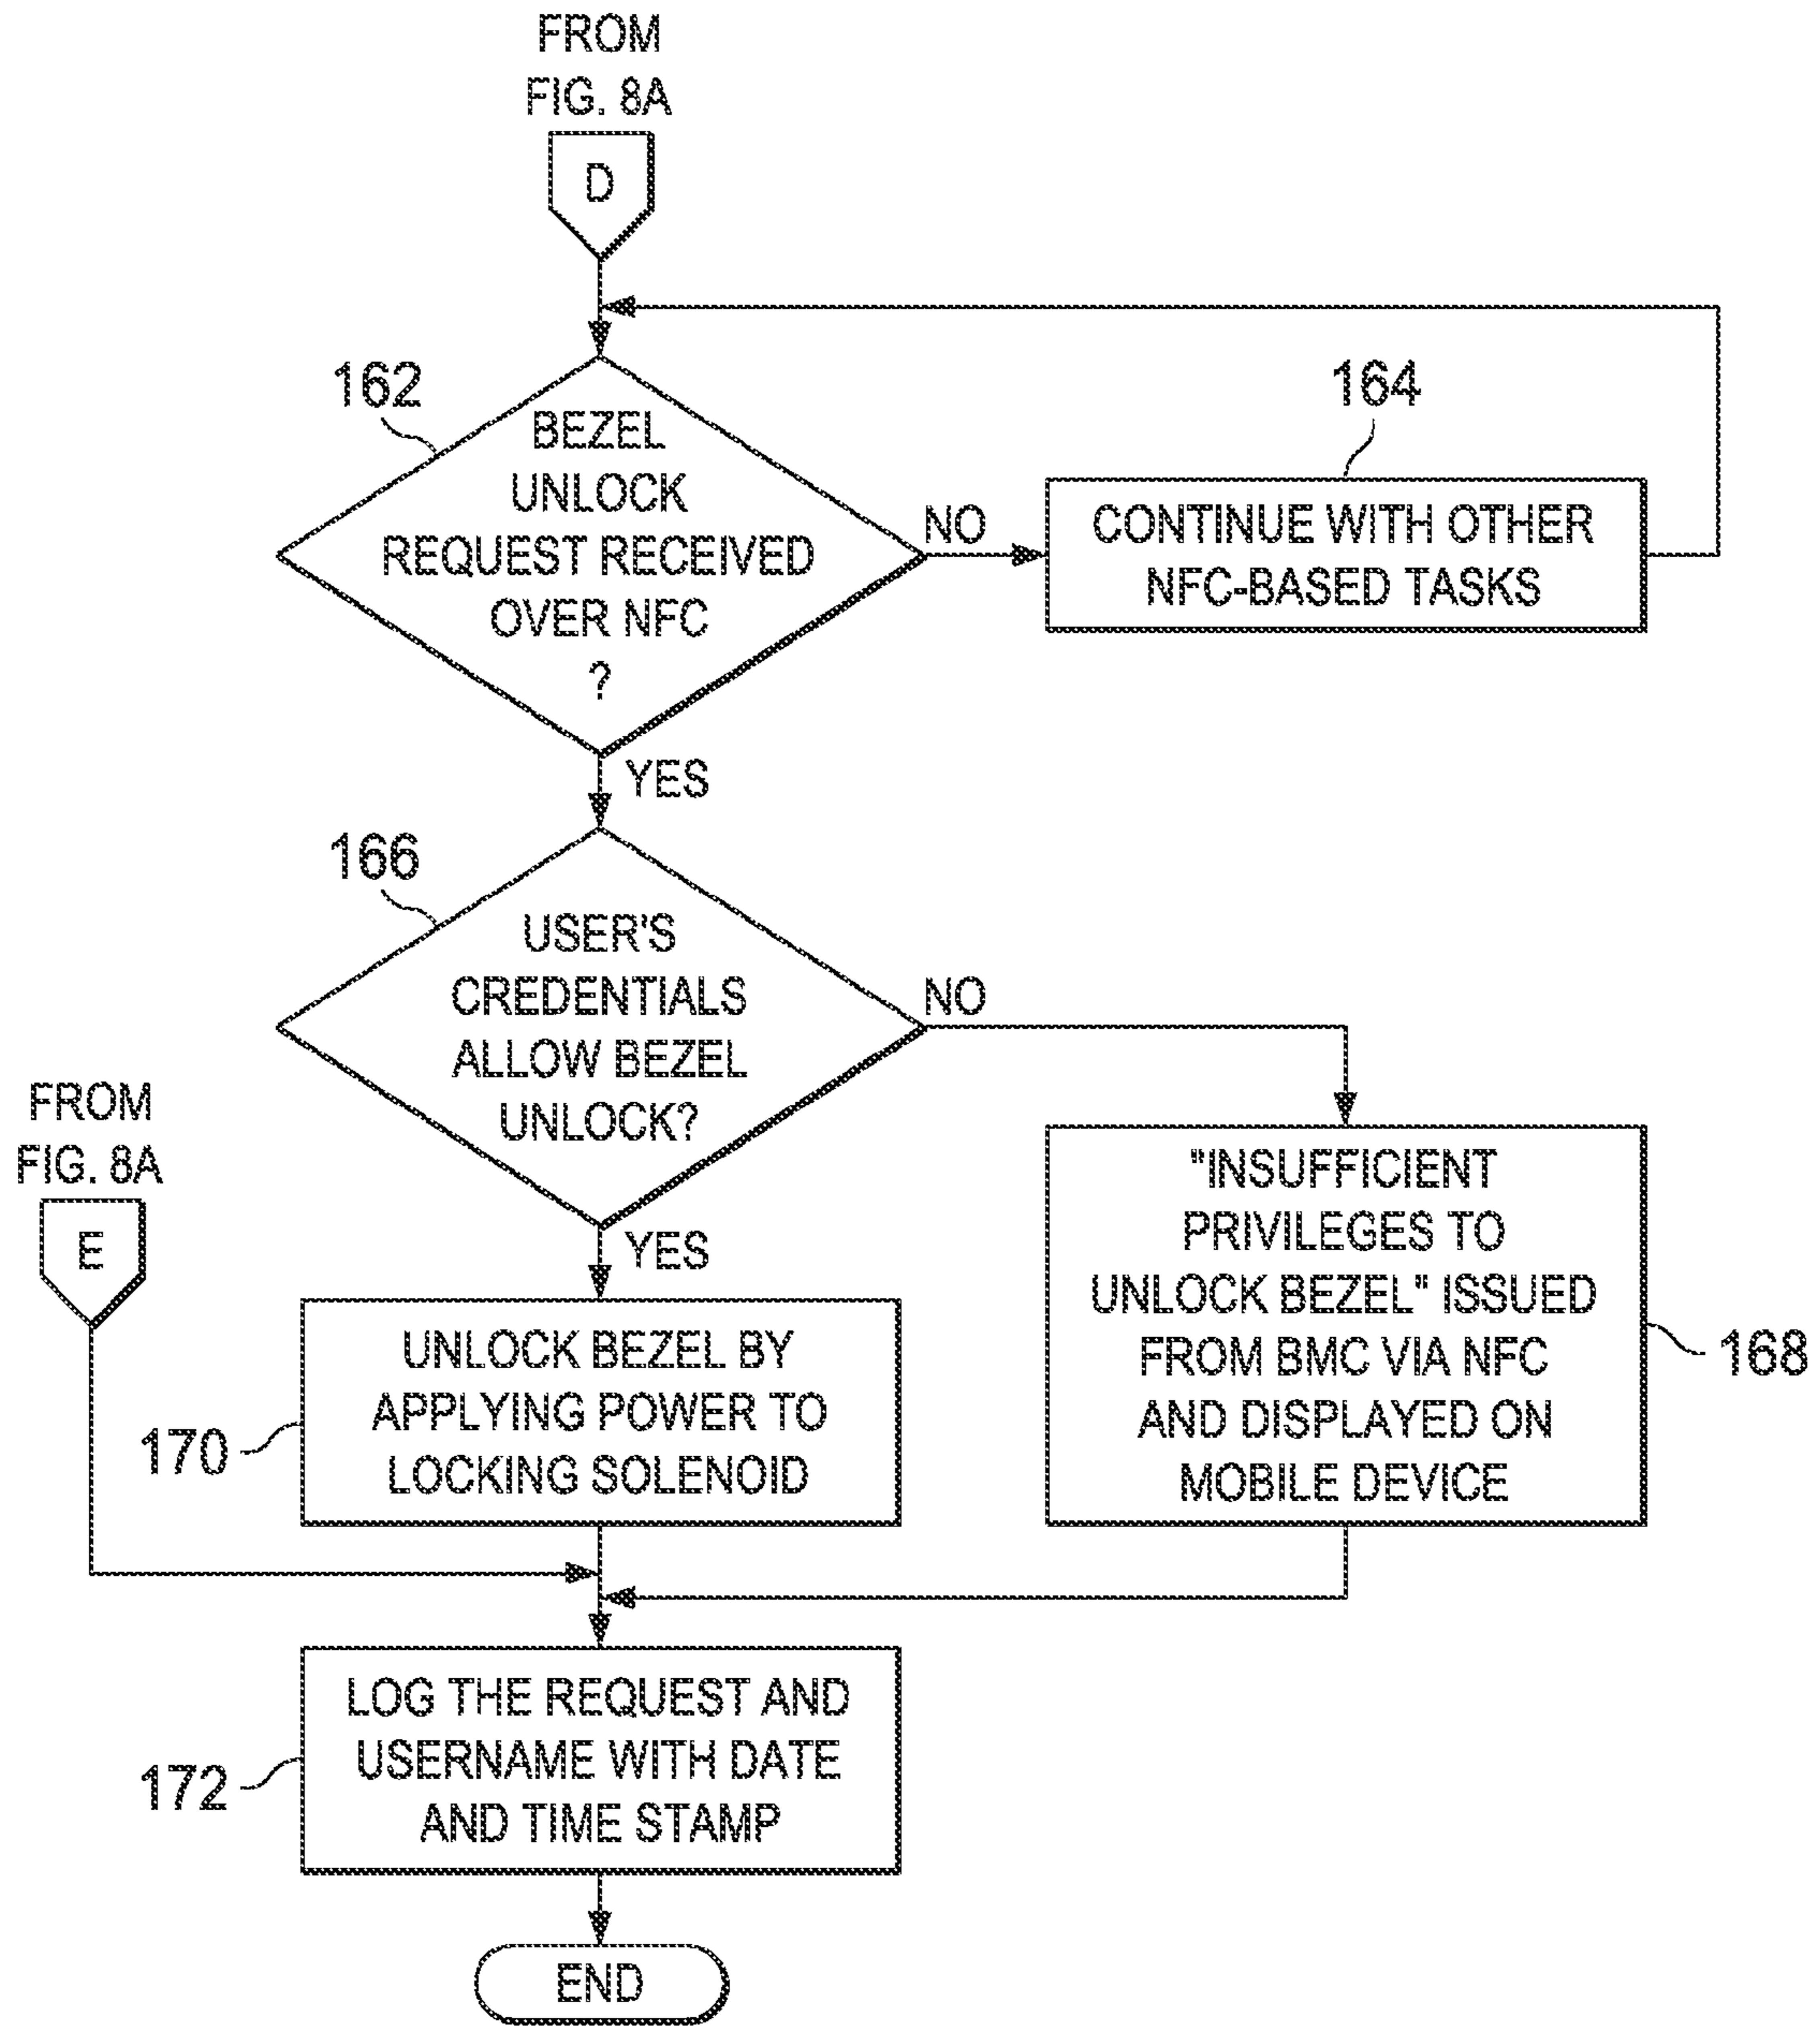 FROM
FIG. 8A
D
162
BEZEL
UNLOCK
REQUEST RECEIVED
OVER NFC
?
NO
164
CONTINUE WITH OTHER
NFC-BASED TASKS
YES
166
USER'S
CREDENTIALS
ALLOW BEZEL
UNLOCK?
NO
"INSUFFICIENT
PRIVILEGES TO
UNLOCK BEZEL" ISSUED
FROM BMC VIA NFC
AND DISPLAYED ON
MOBILE DEVICE
168
YES
FROM
FIG. 8A
E
170
UNLOCK BEZEL BY
APPLYING POWER TO
LOCKING SOLENOID
172
LOG THE REQUEST AND
USERNAME WITH DATE
AND TIME STAMP
END